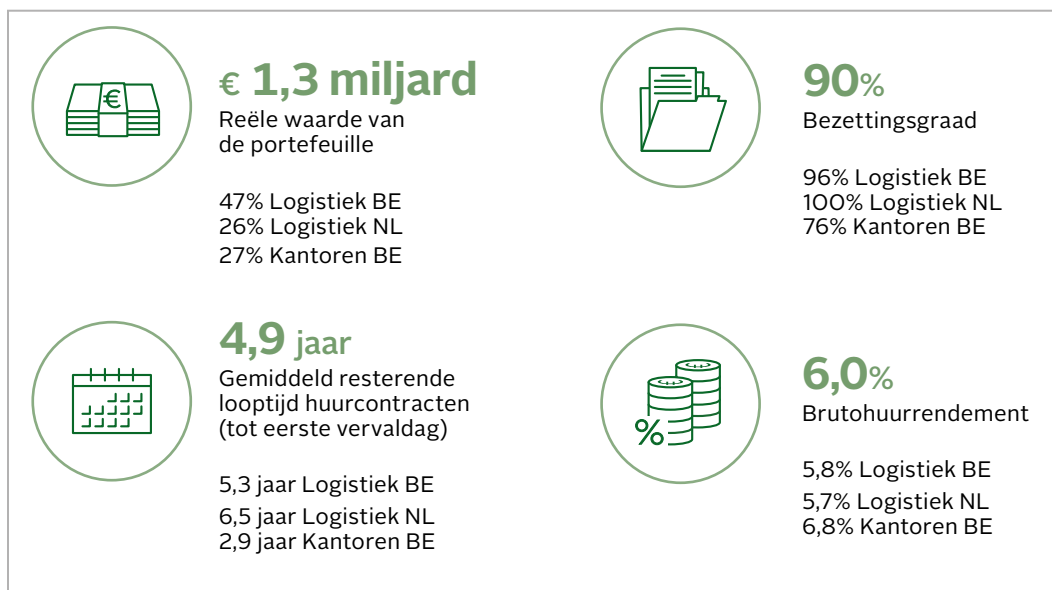 € 1,3 miljard
Reële waarde van
de portefeuille
47% Logistiek BE
26% Logistiek NL
27% Kantoren BE
90%
Bezettingsgraad
96% Logistiek BE
100% Logistiek NL
76% Kantoren BE
4,9 jaar
Gemiddeld resterende
looptijd huurcontracten
(tot eerste vervaldag)
5,3 jaar Logistiek BE
6,5 jaar Logistiek NL
2,9 jaar Kantoren BE
6,0%
Brutohuurrendement
5,8% Logistiek BE
5,7% Logistiek NL
6,8% Kantoren BE